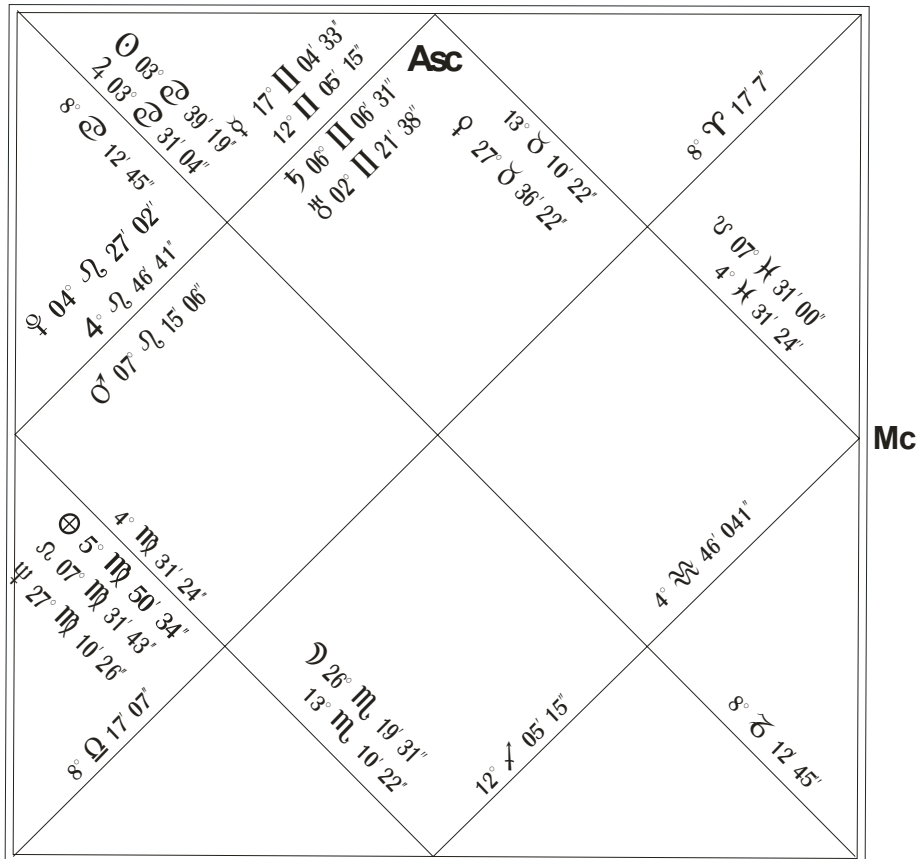 Asc
☉ 03° ♋ 39' 19"
♃ 03° ♋ 31' 04"
8° ♋ 12' 45"
☿ 17° ♊ 04' 33"
12° ♊ 05' 15"
♄ 06° ♊ 06' 31"
♅ 02° ♊ 21' 38"
13° ♉ 10' 22"
♀ 27° ♉ 36' 22"
8° ♈ 17' 7"
☋ 07° ♓ 31' 00"
4° ♓ 31' 24"
Mc
♇ 04° ♌ 27' 02"
4° ♌ 46' 41"
♂ 07° ♌ 15' 06"
4° ♍ 31' 24"
⊗ 5° ♍ 50' 34"
☊ 07° ♍ 31' 43"
♆ 27° ♍ 10' 26"
8° ♎ 17' 07"
☽ 26° ♏ 19' 31"
13° ♏ 10' 22"
12° ♐ 05' 15"
4° ♒ 46' 041"
8° ♑ 12' 45"